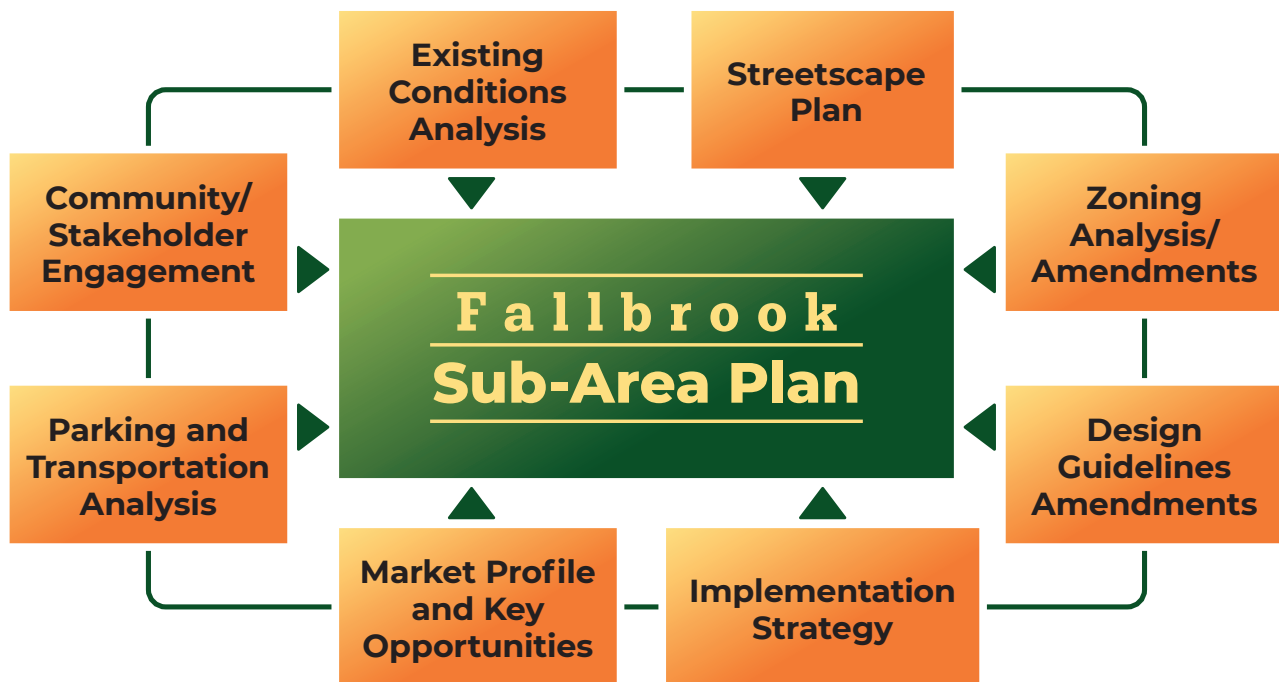 Existing
Conditions
Analysis
Streetscape
Plan
Community/
Stakeholder
Engagement
Zoning
Analysis/
Amendments
Fallbrook
Sub-Area Plan
Parking and
Transportation
Analysis
Design
Guidelines
Amendments
Market Profile
and Key
Opportunities
Implementation
Strategy